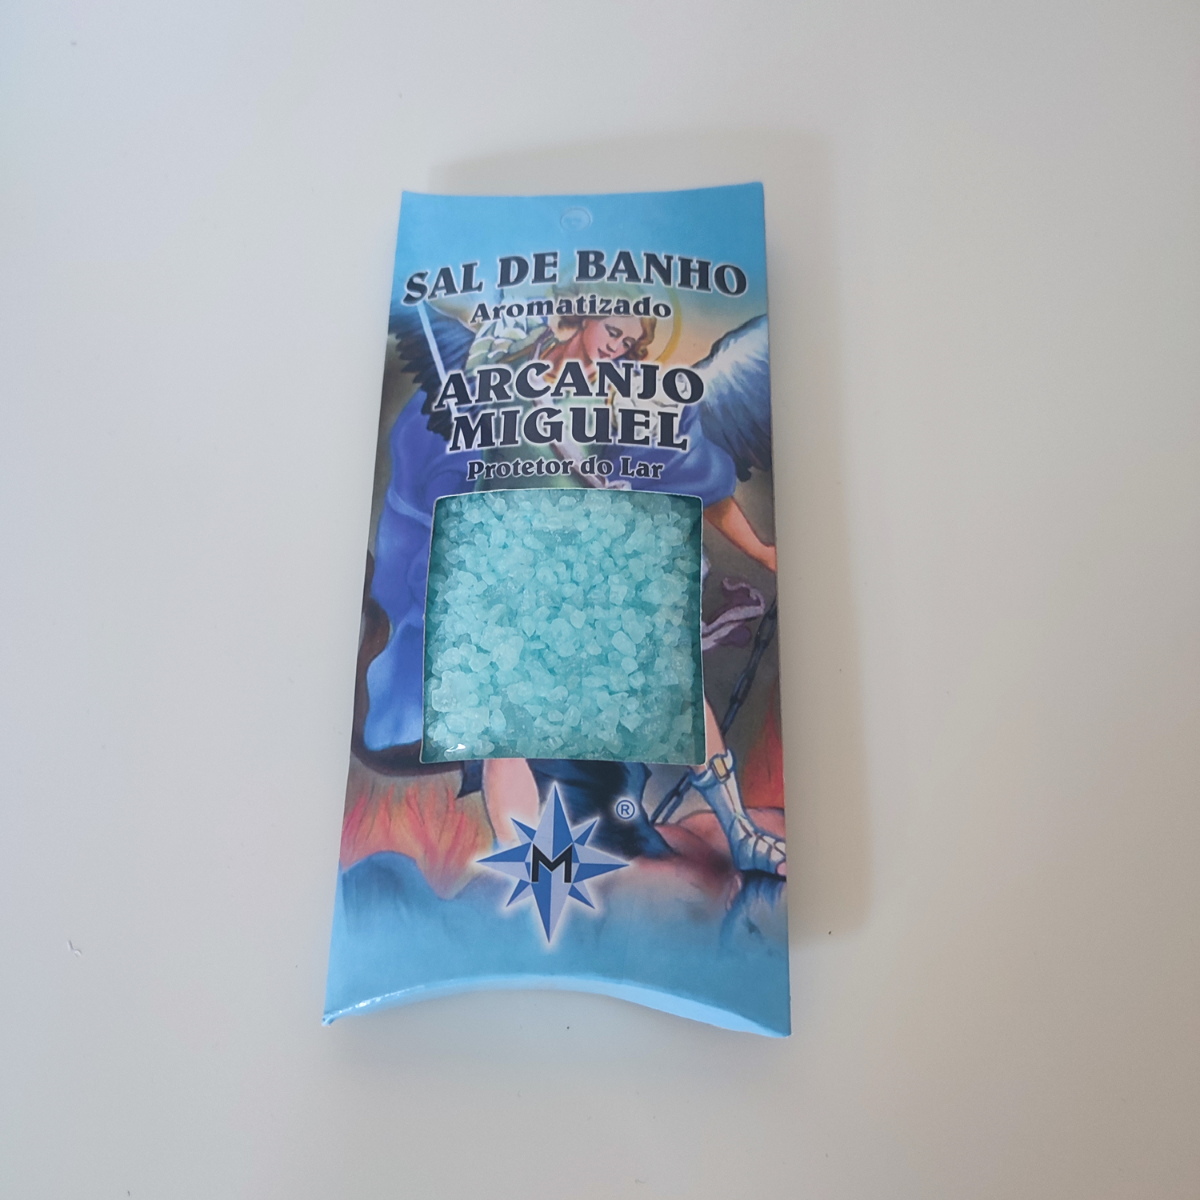 SAL DE BANHO
Aromatizado
ARCANJO
MIGUEL
Protetor do Lar
®
M